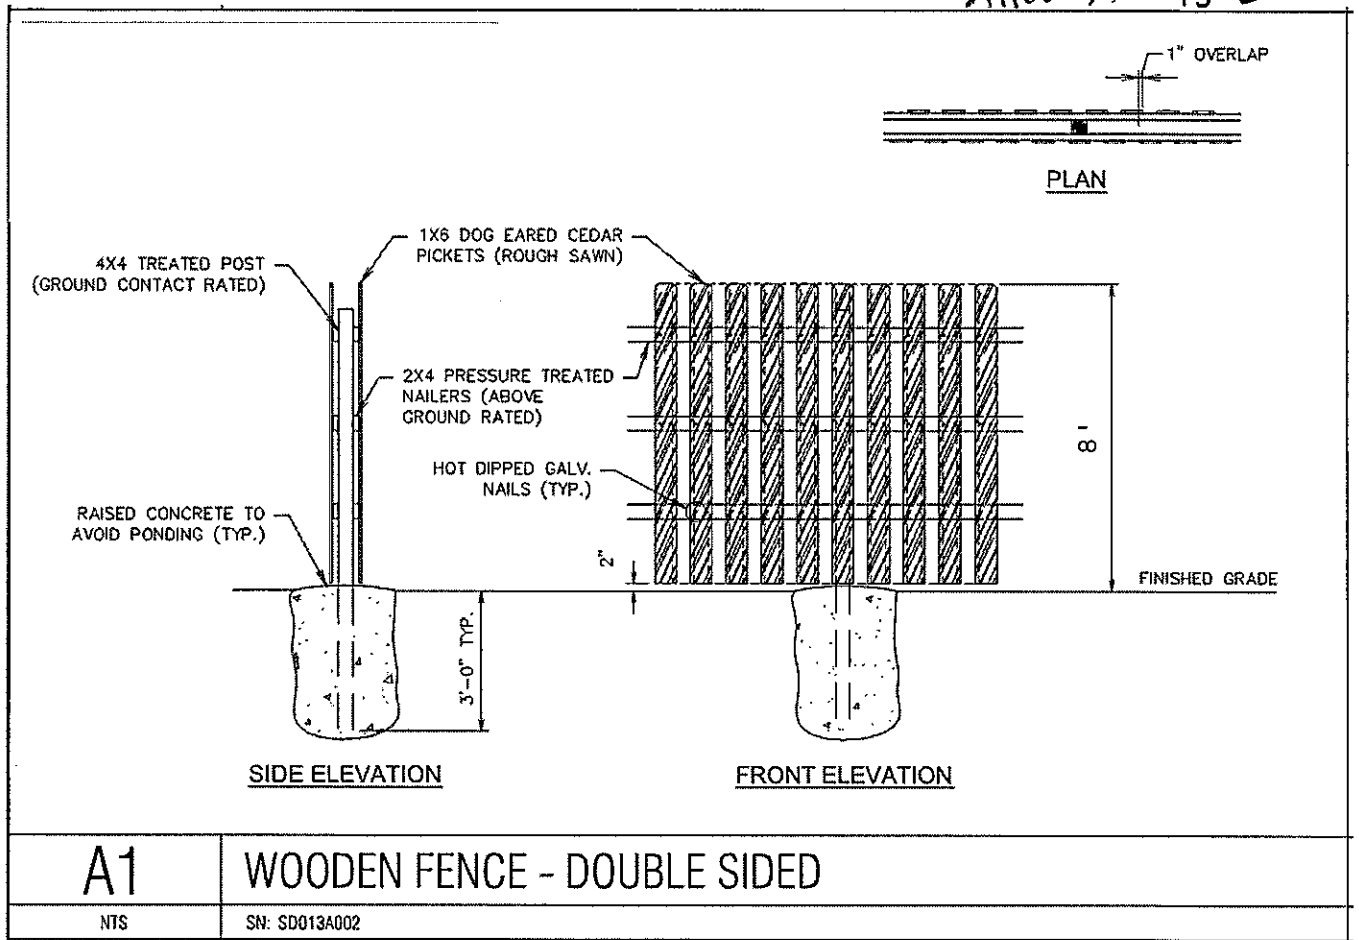 1" OVERLAP
PLAN
1X6 DOG EARED CEDAR
PICKETS (ROUGH SAWN)
4X4 TREATED POST
(GROUND CONTACT RATED)
2X4 PRESSURE TREATED
NAILERS (ABOVE
GROUND RATED)
8'
HOT DIPPED GALV.
NAILS (TYP.)
RAISED CONCRETE TO
AVOID PONDING (TYP.)
2"
FINISHED GRADE
3'-0" TYP.
SIDE ELEVATION
FRONT ELEVATION
A1
WOODEN FENCE - DOUBLE SIDED
NTS
SN: SD013A002